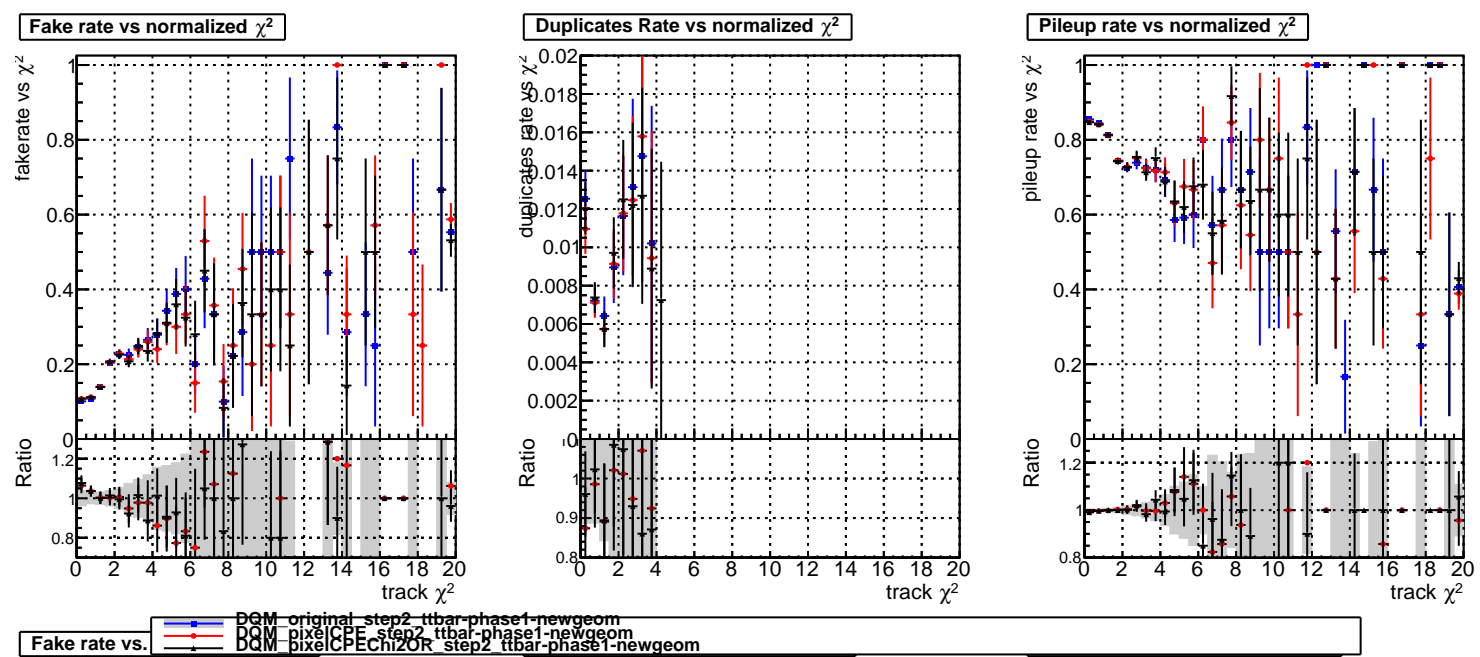 Fake rate vs normalized χ²
Duplicates Rate vs normalized χ²
Pileup rate vs normalized χ²
fakerate vs χ²
1
0.8
0.6
0.4
0.2
0
Ratio
1.2
1
0.8
0 2 4 6 8 10 12 14 16 18 20
track χ²
duplicates rate vs χ²
0.02
0.018
0.016
0.014
0.012
0.01
0.008
0.006
0.004
0.002
0
Ratio
1
0.9
0.8
0 2 4 6 8 10 12 14 16 18 20
track χ²
pileup rate vs χ²
1
0.8
0.6
0.4
0.2
0
Ratio
1.2
1
0.8
0 2 4 6 8 10 12 14 16 18 20
track χ²
DQM_original_step2_ttbar-phase1-newgeom
DQM_pixelCPE_step2_ttbar-phase1-newgeom
DQM_pixelCPEChi2OR_step2_ttbar-phase1-newgeom
Fake rate vs.